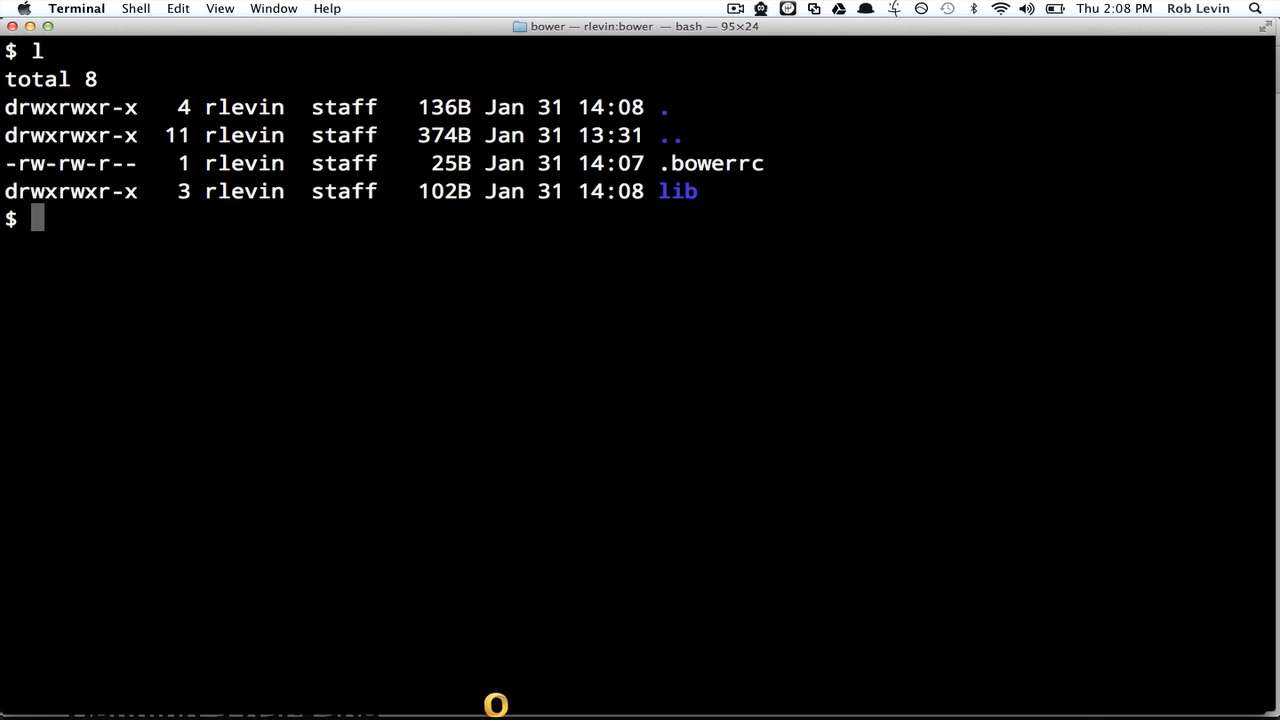 Terminal Shell Edit View Window Help Thu 2:08 PM Rob Levin
bower — rlevin:bower — bash — 95×24
$ l
total 8
drwxrwxr-x 4 rlevin staff 136B Jan 31 14:08 .
drwxrwxr-x 11 rlevin staff 374B Jan 31 13:31 ..
-rw-rw-r-- 1 rlevin staff 25B Jan 31 14:07 .bowerrc
drwxrwxr-x 3 rlevin staff 102B Jan 31 14:08 lib
$